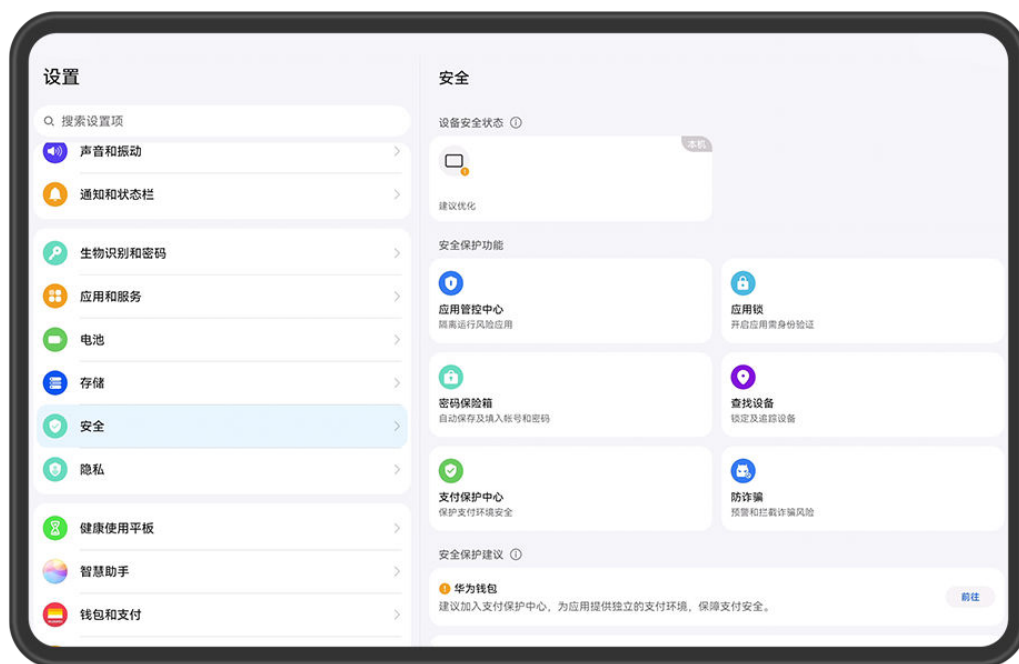 设置
搜索设置项
声音和振动
通知和状态栏
生物识别和密码
应用和服务
电池
存储
安全
隐私
健康使用平板
智慧助手
钱包和支付
安全
设备安全状态
本机
建议优化
安全保护功能
应用管控中心
隔离运行风险应用
应用锁
开启应用需身份验证
密码保险箱
自动保存及填入帐号和密码
查找设备
锁定及追踪设备
支付保护中心
保护支付环境安全
防诈骗
预警和拦截诈骗风险
安全保护建议
华为钱包
建议加入支付保护中心，为应用提供独立的支付环境，保障支付安全。
前往